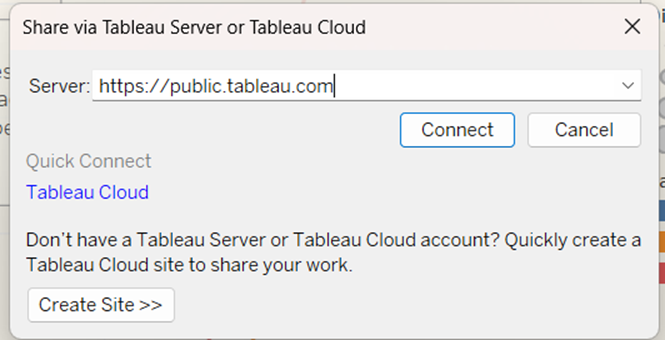 Share via Tableau Server or Tableau Cloud
Server: https://public.tableau.com
Connect Cancel
Quick Connect
Tableau Cloud
Don't have a Tableau Server or Tableau Cloud account? Quickly create a
Tableau Cloud site to share your work.
Create Site >>